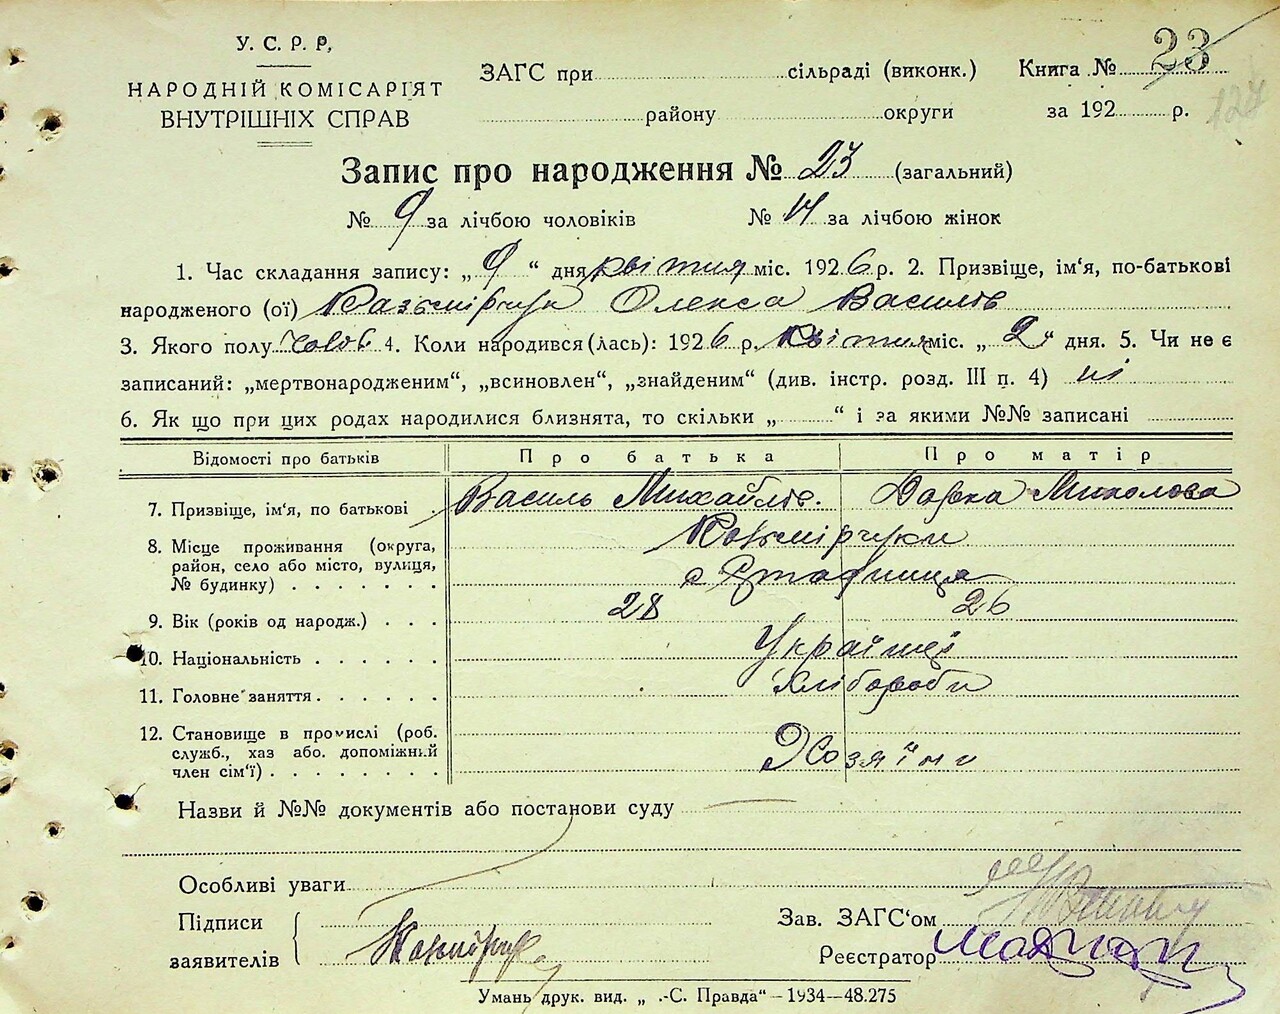 У. С. Р. Р,
НАРОДНІЙ КОМІСАРІЯТ
ВНУТРІШНІХ СПРАВ
ЗАГС при сільраді (виконк.) Книга № 23
району округи за 192 р. 127
Запис про народження № 23 (загальний)
№ 9 за лічбою чоловіків № 14 за лічбою жінок
1. Час складання запису: „ 9 “ дня квітня міс. 1926 р. 2. Призвіще, ім'я, по-батькові
народженого (ої) Казьмірчук Олекса Василів
3. Якого полу чолов 4. Коли народився (лась): 1926 р. Квітня міс. „ 2 “ дня. 5. Чи не є
записаний: „мертвонародженим“, „всиновлен“, „знайденим“ (див. інстр. розд. III п. 4) ні
6. Як що при цих родах народилися близнята, то скільки „ “ і за якими №№ записані
Відомості про батьків Про батька Про матір
7. Призвіще, ім'я, по батькові Василь Михайлів. Дарка Миколова
Козьмірчуки
8. Місце проживання (округа,
район, село або місто, вулиця,
№ будинку) с
9. Вік (років од народж.) 28 26
10. Національність Українці
11. Головне заняття Хлібороби
12. Становище в промислі (роб.
служб., хаз або. допоміжний
член сім'ї) Хозяїни
Назви й №№ документів або постанови суду
Особливі уваги
Підписи
заявителів
Зав. ЗАГС'ом
Реєстратор
Умань друк. вид. „ .-С. Правда“ – 1934 – 48.275